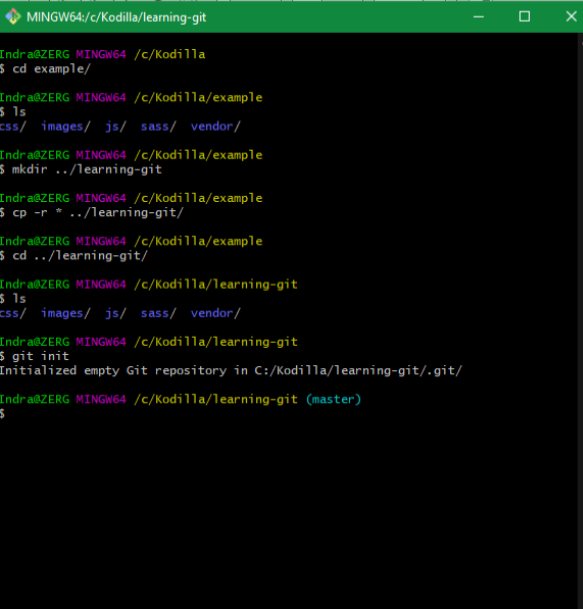 MINGW64:/c/Kodilla/learning-git
Indra@ZERG MINGW64 /c/Kodilla
$ cd example/
Indra@ZERG MINGW64 /c/Kodilla/example
$ ls
css/ images/ js/ sass/ vendor/
Indra@ZERG MINGW64 /c/Kodilla/example
$ mkdir ../learning-git
Indra@ZERG MINGW64 /c/Kodilla/example
$ cp -r * ../learning-git/
Indra@ZERG MINGW64 /c/Kodilla/example
$ cd ../learning-git/
Indra@ZERG MINGW64 /c/Kodilla/learning-git
$ ls
css/ images/ js/ sass/ vendor/
Indra@ZERG MINGW64 /c/Kodilla/learning-git
$ git init
Initialized empty Git repository in C:/Kodilla/learning-git/.git/
Indra@ZERG MINGW64 /c/Kodilla/learning-git (master)
$